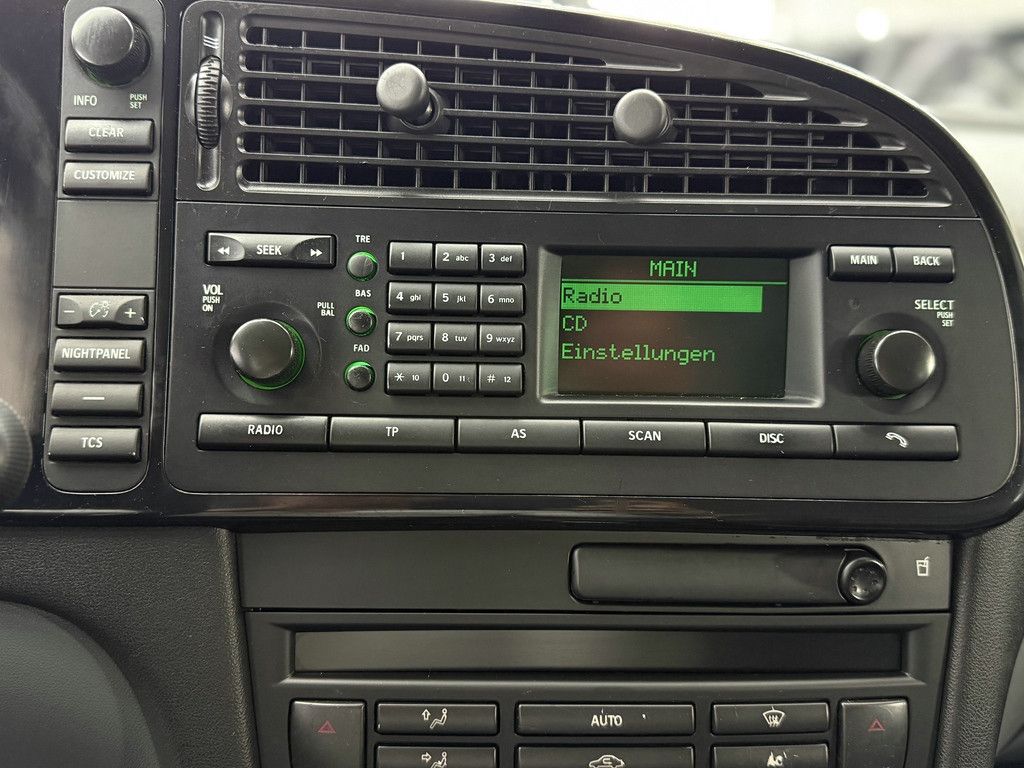 INFO
PUSH
SET
CLEAR
CUSTOMIZE
− +
NIGHTPANEL
TCS
SEEK
VOL
PUSH
ON
PULL
BAL
TRE
BAS
FAD
1 2 abc 3 def
4 ghi 5 jkl 6 mno
7 pqrs 8 tuv 9 wxyz
* 10 0 11 # 12
MAIN
Radio
CD
Einstellungen
MAIN BACK
SELECT
PUSH
SET
RADIO TP AS SCAN DISC
AUTO
AC